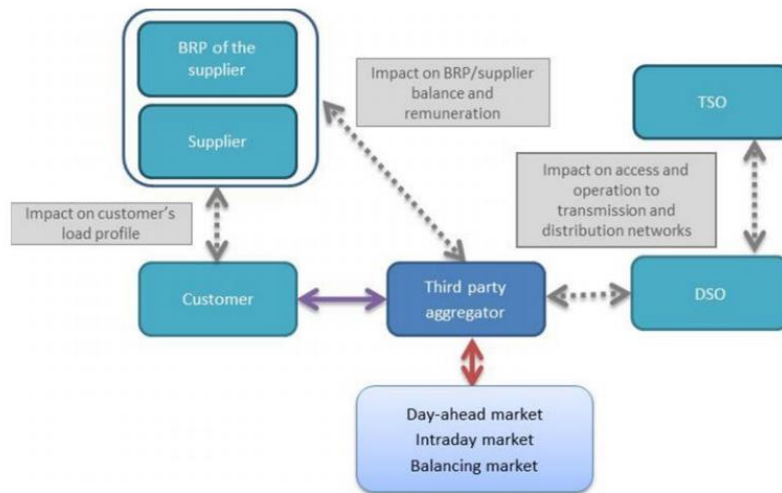 BRP of the
supplier
Supplier
Impact on BRP/supplier
balance and
remuneration
TSO
Impact on access and
operation to
transmission and
distribution networks
Impact on customer's
load profile
Customer
Third party
aggregator
DSO
Day-ahead market
Intraday market
Balancing market